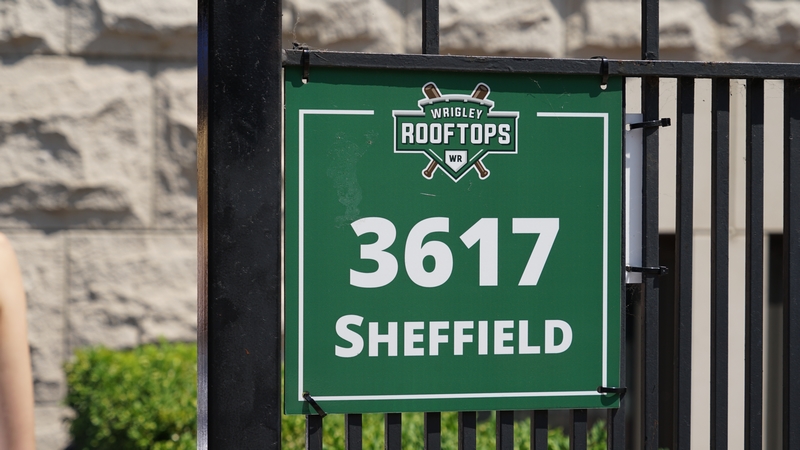 WRIGLEY
ROOFTOPS
WR
3617
SHEFFIELD